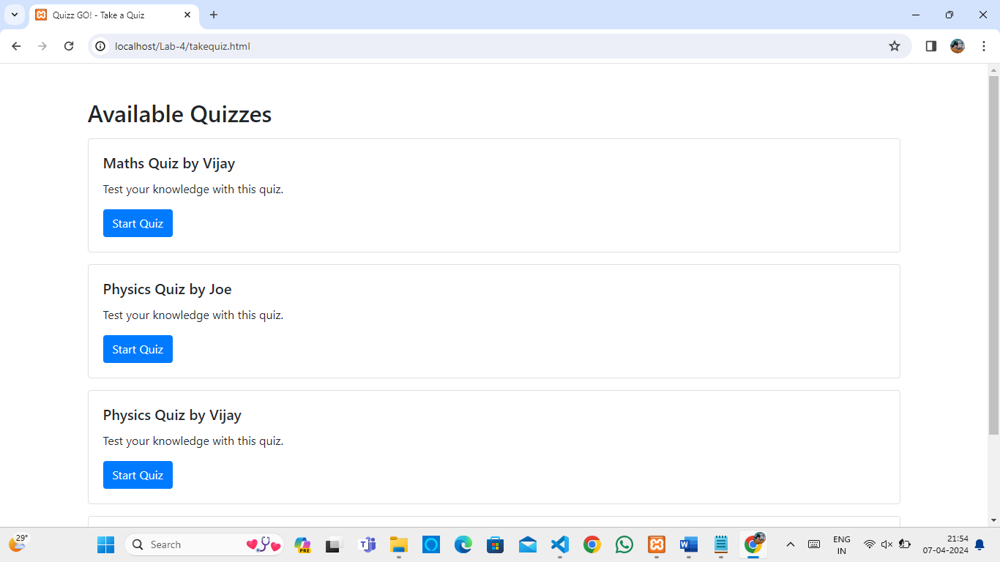 Quizz GO! - Take a Quiz
localhost/Lab-4/takequiz.html
Available Quizzes
Maths Quiz by Vijay
Test your knowledge with this quiz.
Start Quiz
Physics Quiz by Joe
Test your knowledge with this quiz.
Start Quiz
Physics Quiz by Vijay
Test your knowledge with this quiz.
Start Quiz
29°
Search
PRE
ENG
IN
21:54
07-04-2024